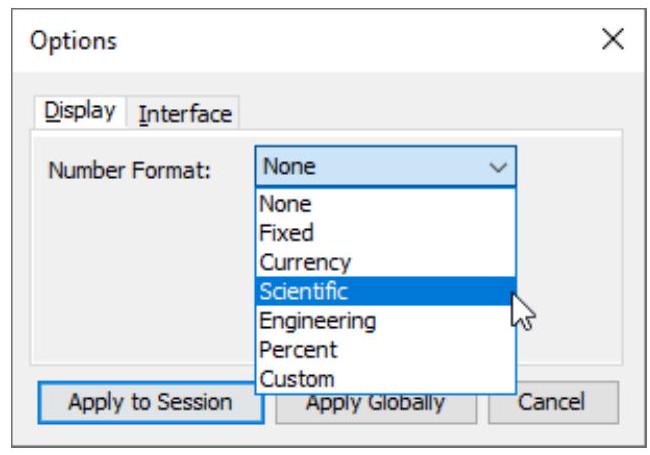 Options
Display Interface
Number Format: None
None
Fixed
Currency
Scientific
Engineering
Percent
Custom
Apply to Session Apply Globally Cancel